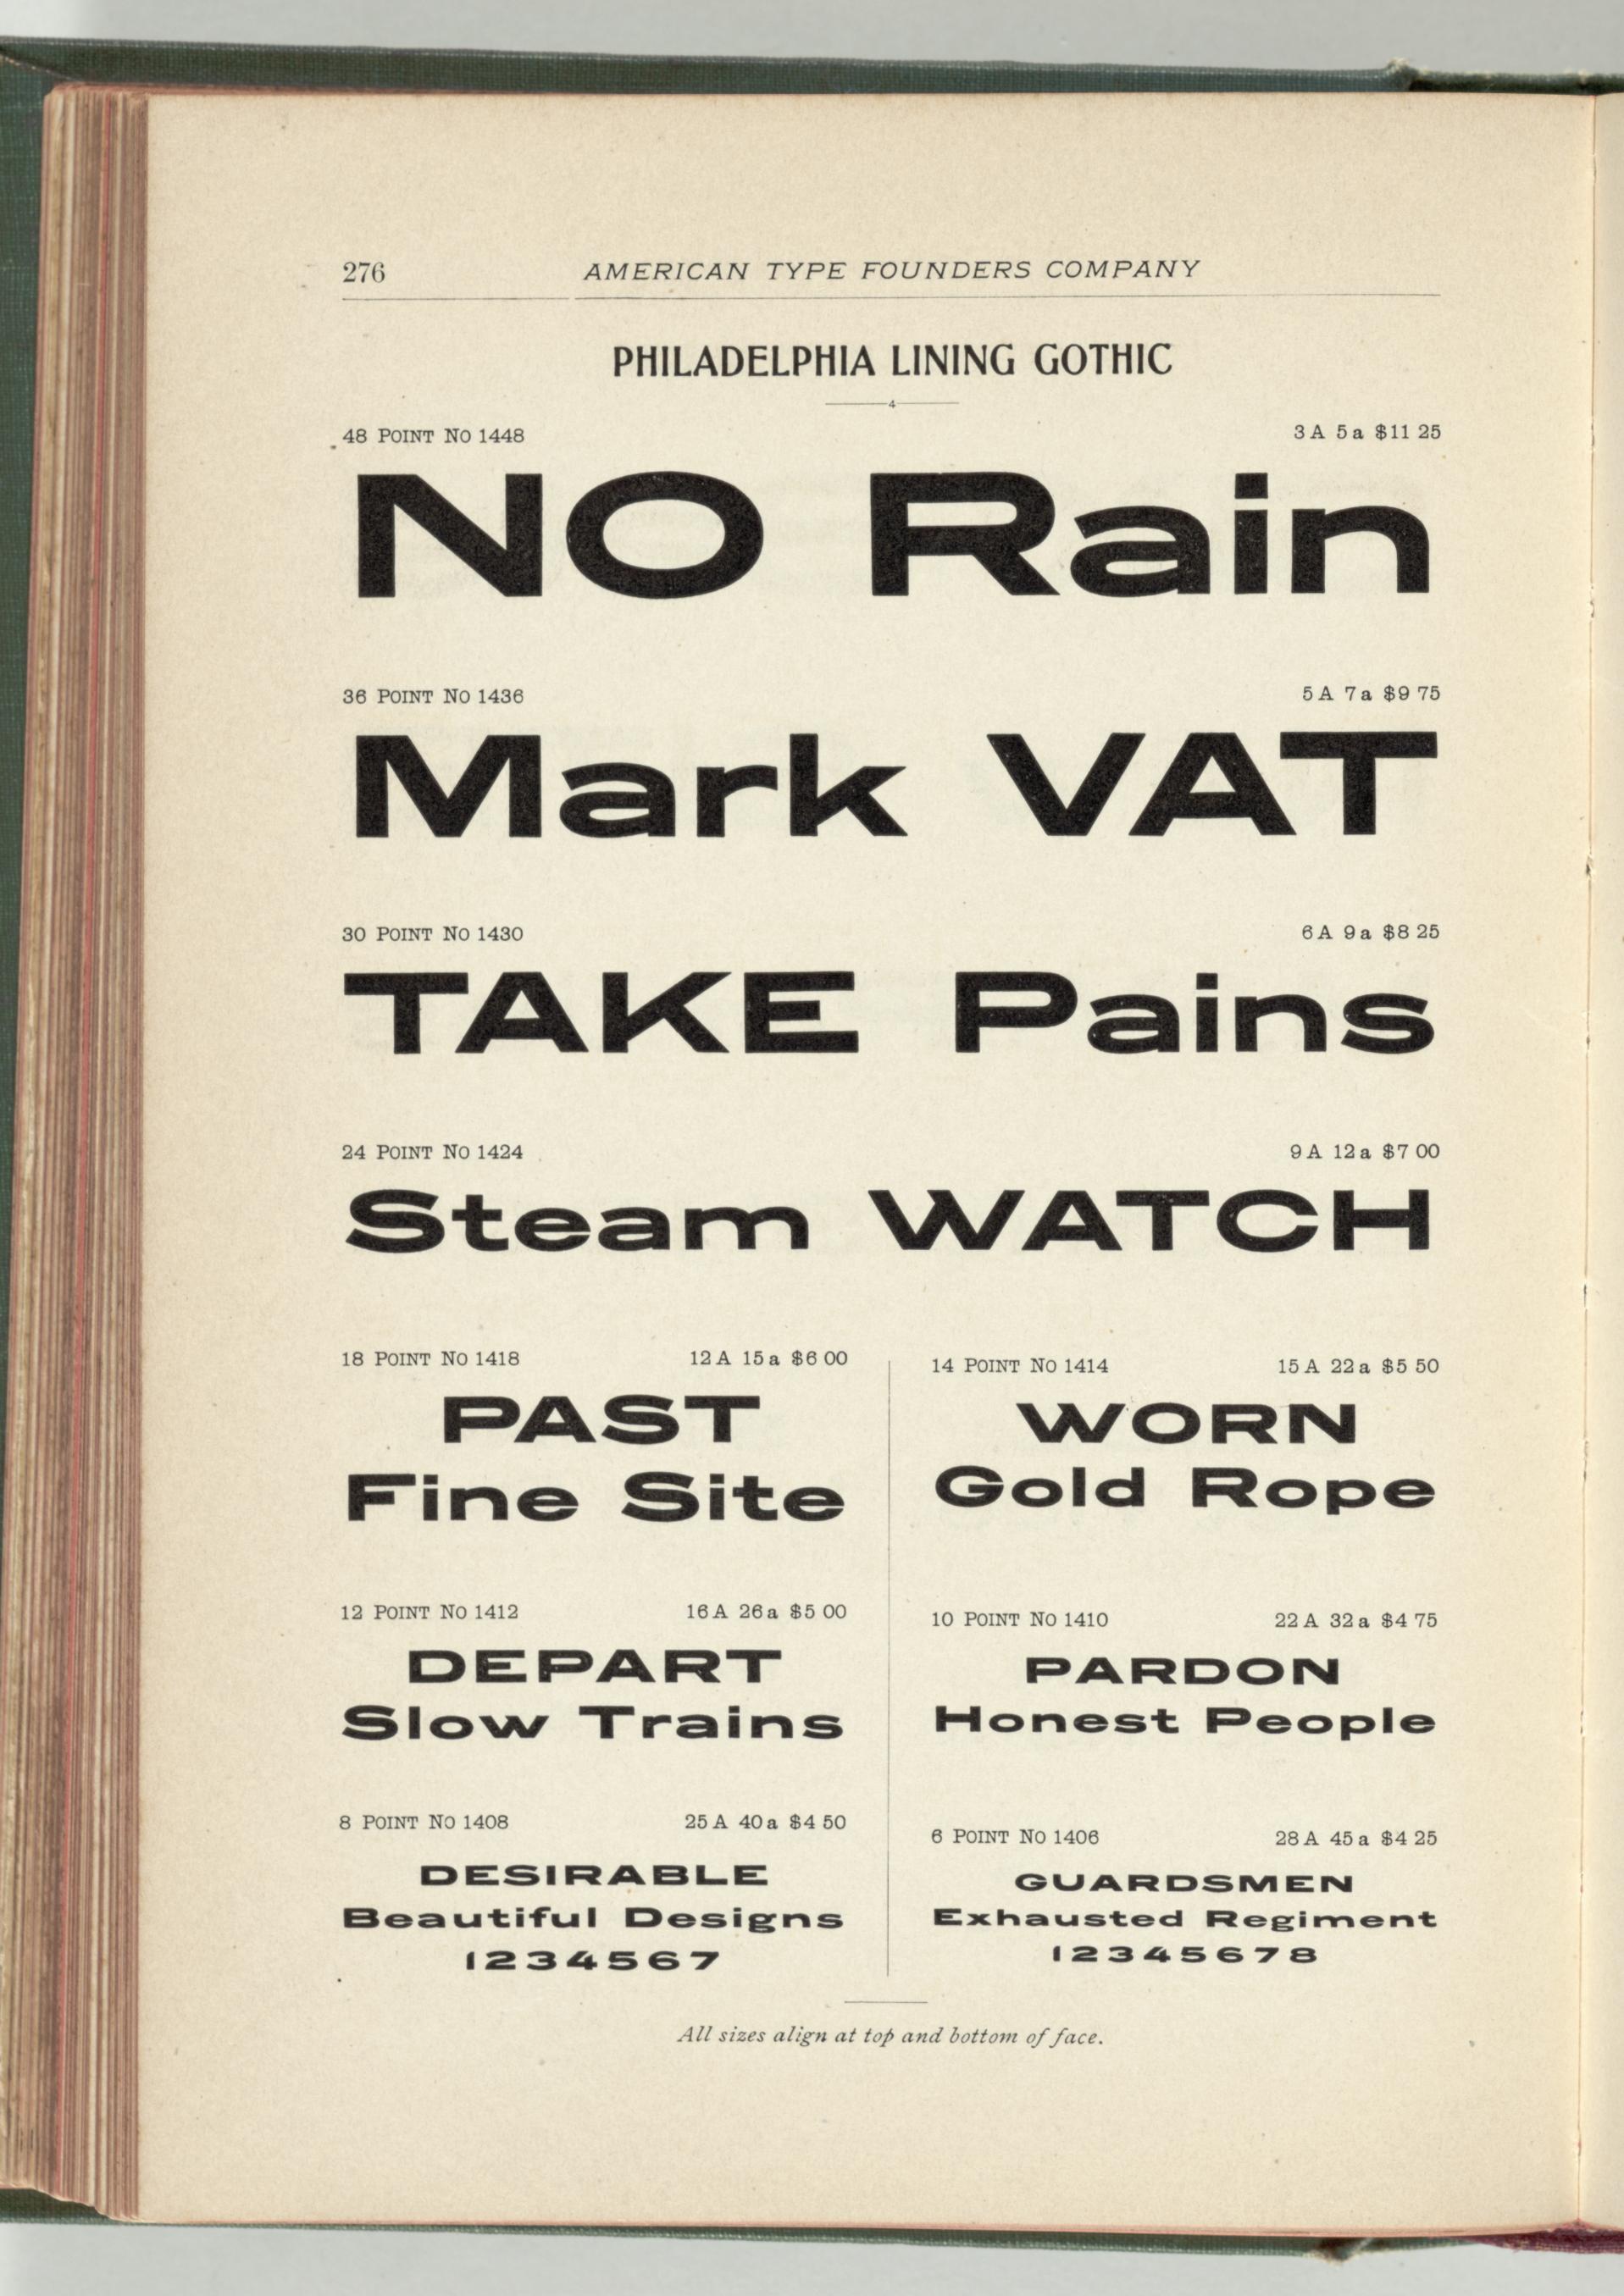 276 AMERICAN TYPE FOUNDERS COMPANY
PHILADELPHIA LINING GOTHIC
4
48 POINT NO 1448 3 A 5 a $11 25
NO Rain
36 POINT NO 1436 5 A 7 a $9 75
Mark VAT
30 POINT NO 1430 6 A 9 a $8 25
TAKE Pains
24 POINT NO 1424 9 A 12 a $7 00
Steam WATCH
18 POINT NO 1418 12 A 15 a $6 00
PAST
Fine Site
14 POINT NO 1414 15 A 22 a $5 50
WORN
Gold Rope
12 POINT NO 1412 16 A 26 a $5 00
DEPART
Slow Trains
10 POINT NO 1410 22 A 32 a $4 75
PARDON
Honest People
8 POINT NO 1408 25 A 40 a $4 50
DESIRABLE
Beautiful Designs
1234567
6 POINT NO 1406 28 A 45 a $4 25
GUARDSMEN
Exhausted Regiment
12345678
All sizes align at top and bottom of face.